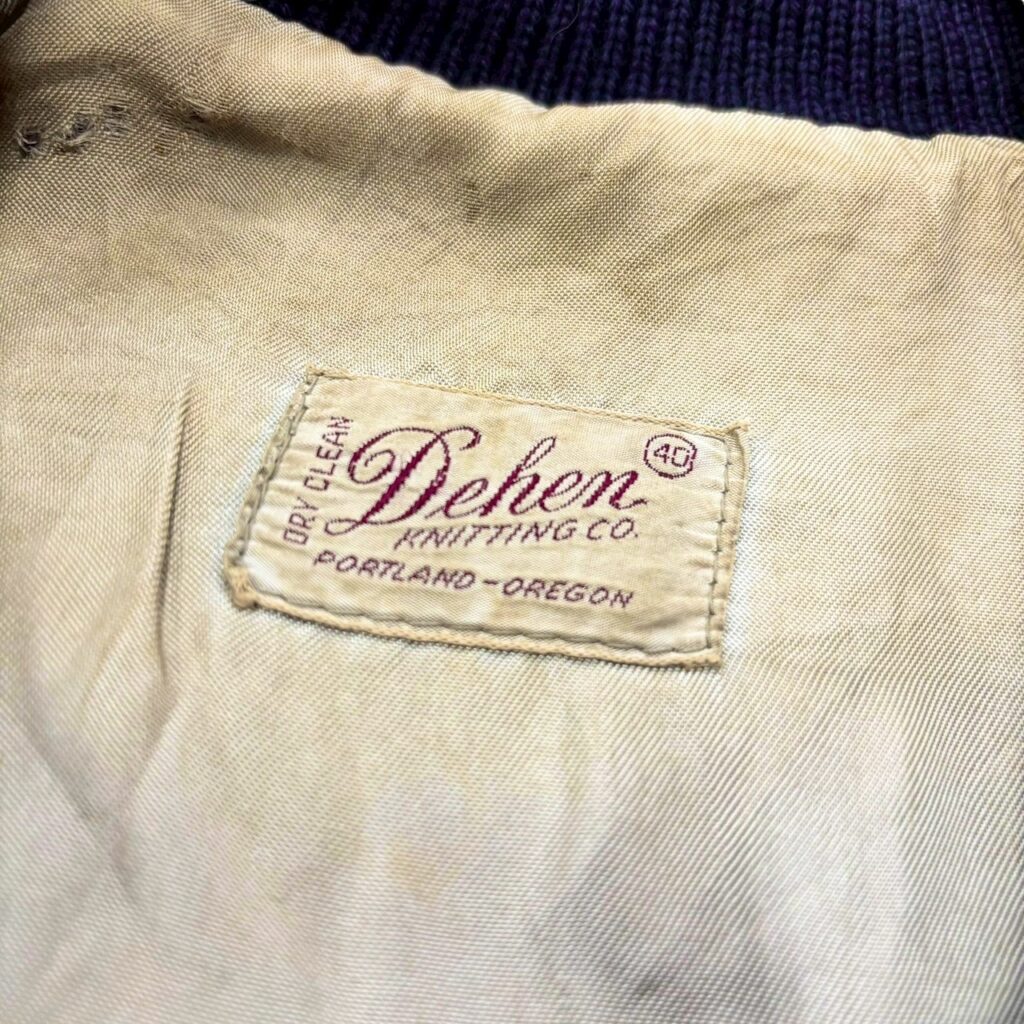 DRY CLEAN
Dehen
40
KNITTING CO.
PORTLAND-OREGON